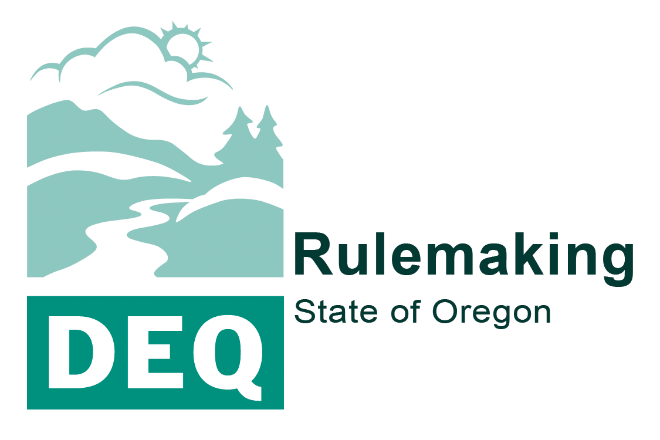 Rulemaking
State of Oregon
DEQ